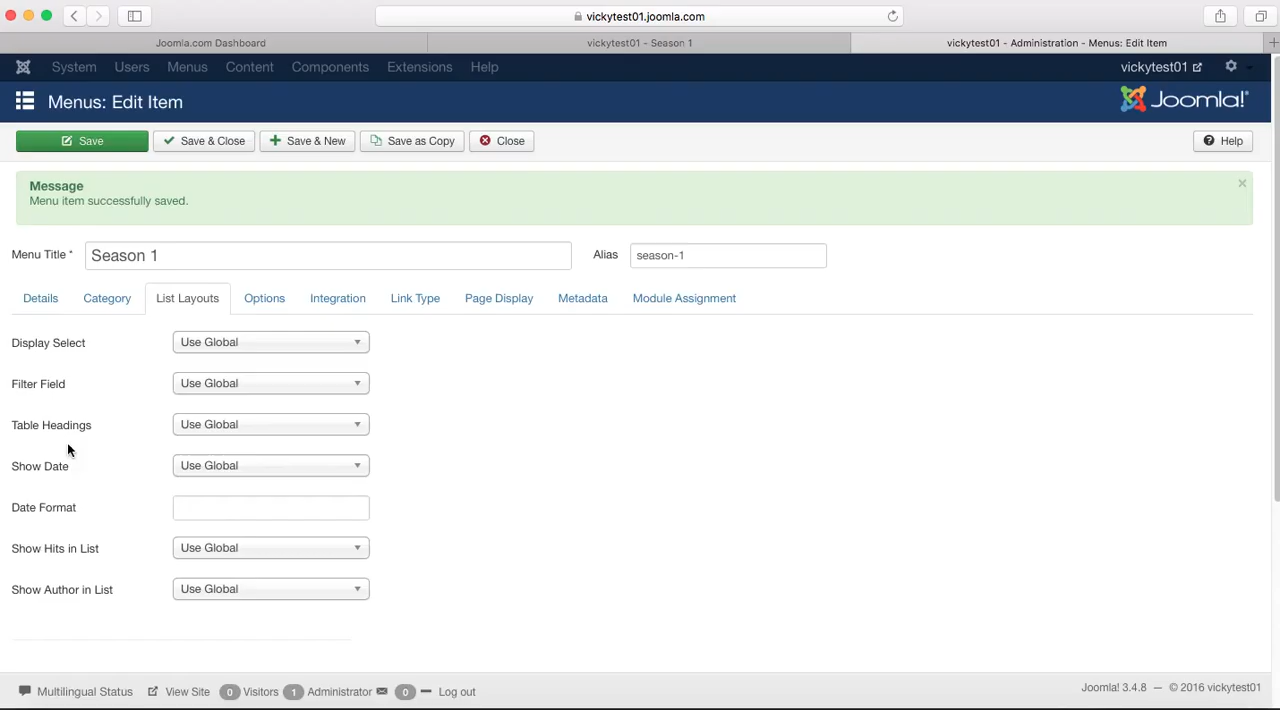 vickytest01.joomla.com
Joomla.com Dashboard
vickytest01 - Season 1
vickytest01 - Administration - Menus: Edit Item
System Users Menus Content Components Extensions Help
vickytest01
Menus: Edit Item
Joomla!®
Save
Save & Close
Save & New
Save as Copy
Close
Help
Message
Menu item successfully saved.
×
Menu Title * Season 1
Alias season-1
Details Category List Layouts Options Integration Link Type Page Display Metadata Module Assignment
Display Select Use Global
Filter Field Use Global
Table Headings Use Global
Show Date Use Global
Date Format
Show Hits in List Use Global
Show Author in List Use Global
Multilingual Status View Site 0 Visitors 1 Administrator 0 Log out
Joomla! 3.4.8 — © 2016 vickytest01